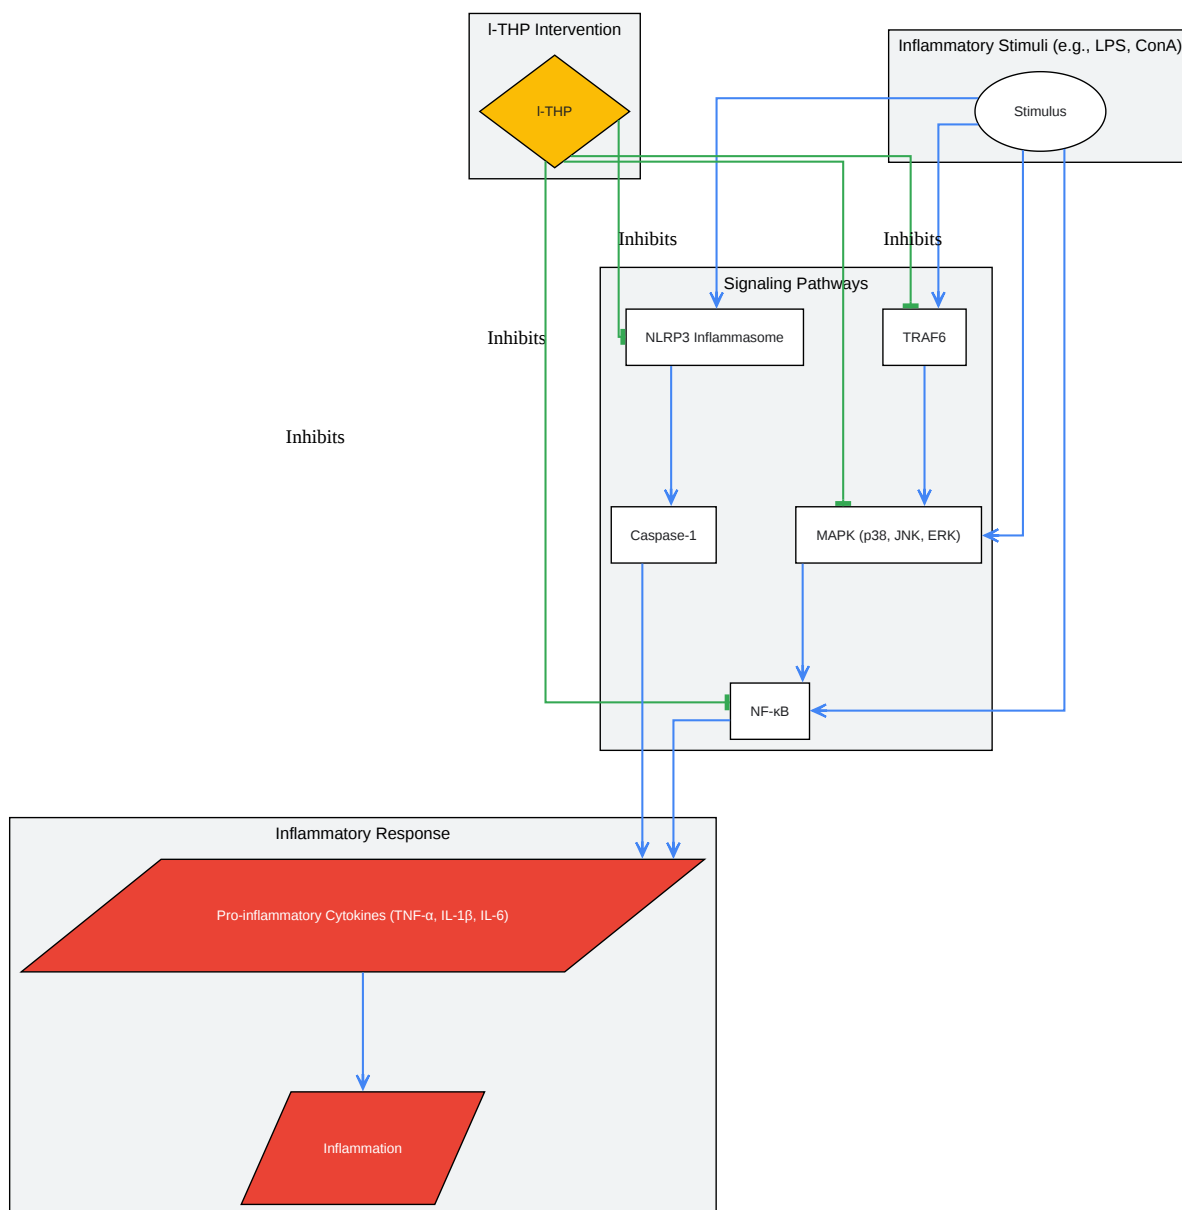 l-THP Intervention
Inflammatory Stimuli (e.g., LPS, ConA)
l-THP
Stimulus
Inhibits
Inhibits
Signaling Pathways
NLRP3 Inflammasome
TRAF6
Inhibits
Inhibits
Caspase-1
MAPK (p38, JNK, ERK)
NF-κB
Inflammatory Response
Pro-inflammatory Cytokines (TNF-α, IL-1β, IL-6)
Inflammation